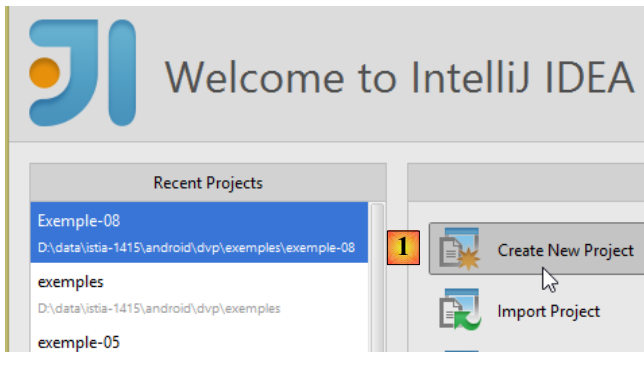 Welcome to IntelliJ IDEA
Recent Projects
Exemple-08
D:\data\istia-1415\android\dvp\exemples\exemple-08
exemples
D:\data\istia-1415\android\dvp\exemples
exemple-05
1
Create New Project
Import Project